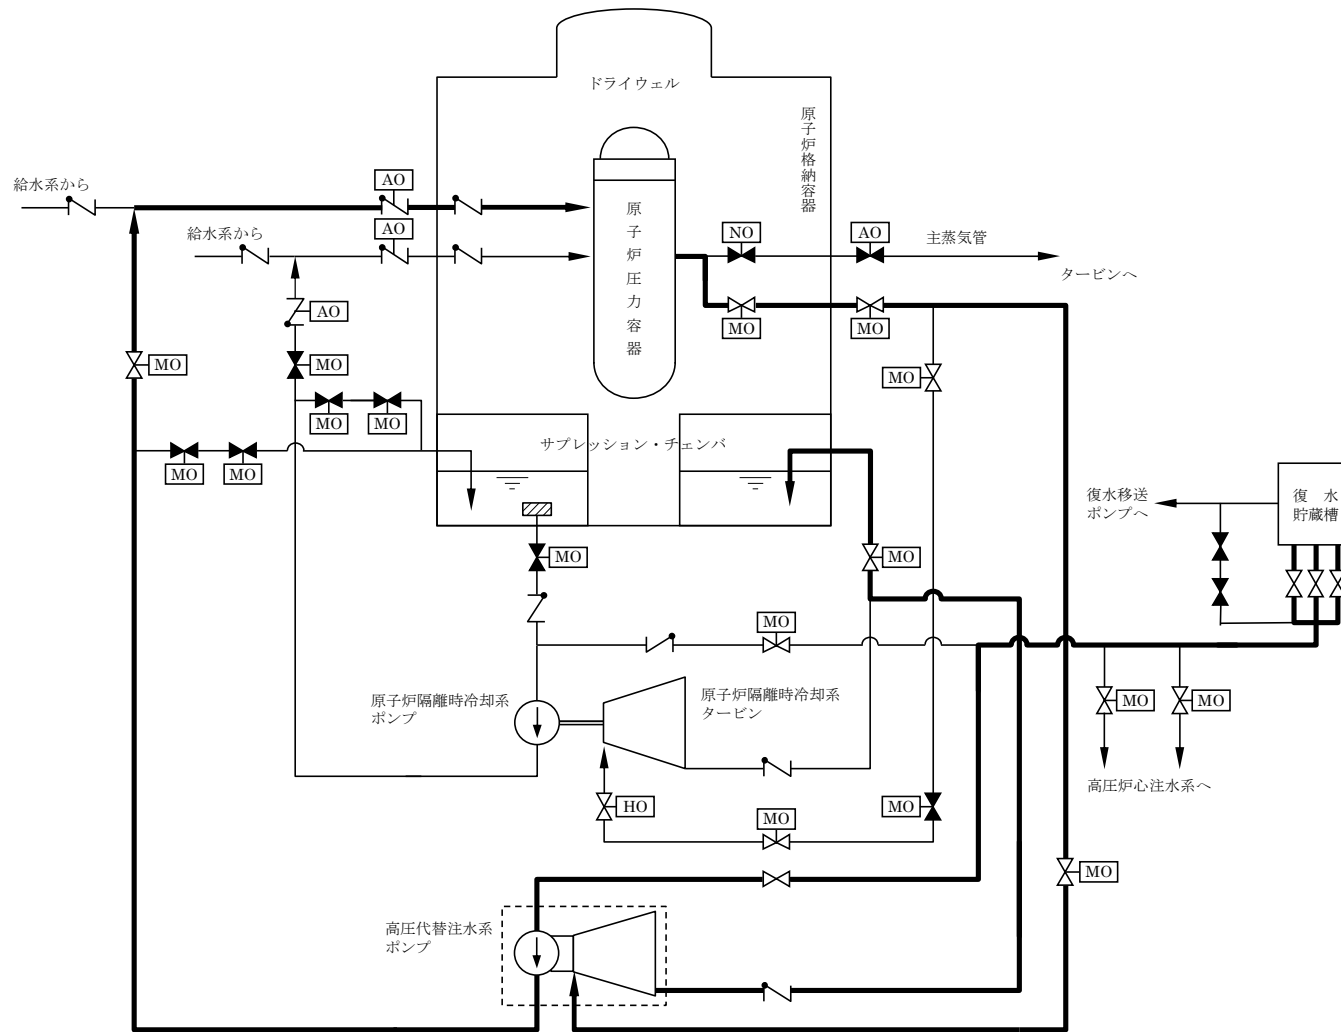 ドライウェル
原子炉格納容器
給水系から
AO
原子炉圧力容器
給水系から
AO
NO
AO
主蒸気管
タービンへ
AO
MO
MO
MO
MO
MO
MO
MO
MO
サプレッション・チェンバ
MO
MO
復水移送
ポンプへ
復水
貯蔵槽
MO
MO
MO
原子炉隔離時冷却系
ポンプ
原子炉隔離時冷却系
タービン
MO
MO
高圧炉心注水系へ
HO
MO
MO
MO
高圧代替注水系
ポンプ